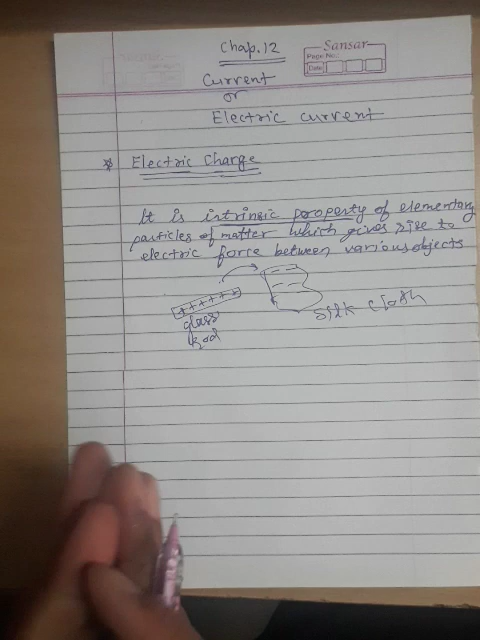 Chap. 12
Sansar
Page No.:
Date
Current
or
Electric current
* Electric Charge
It is intrinsic property of elementary
particles of matter which gives rise to
electric force between various objects
+ + + + + +
glass
Rod
Silk cloth